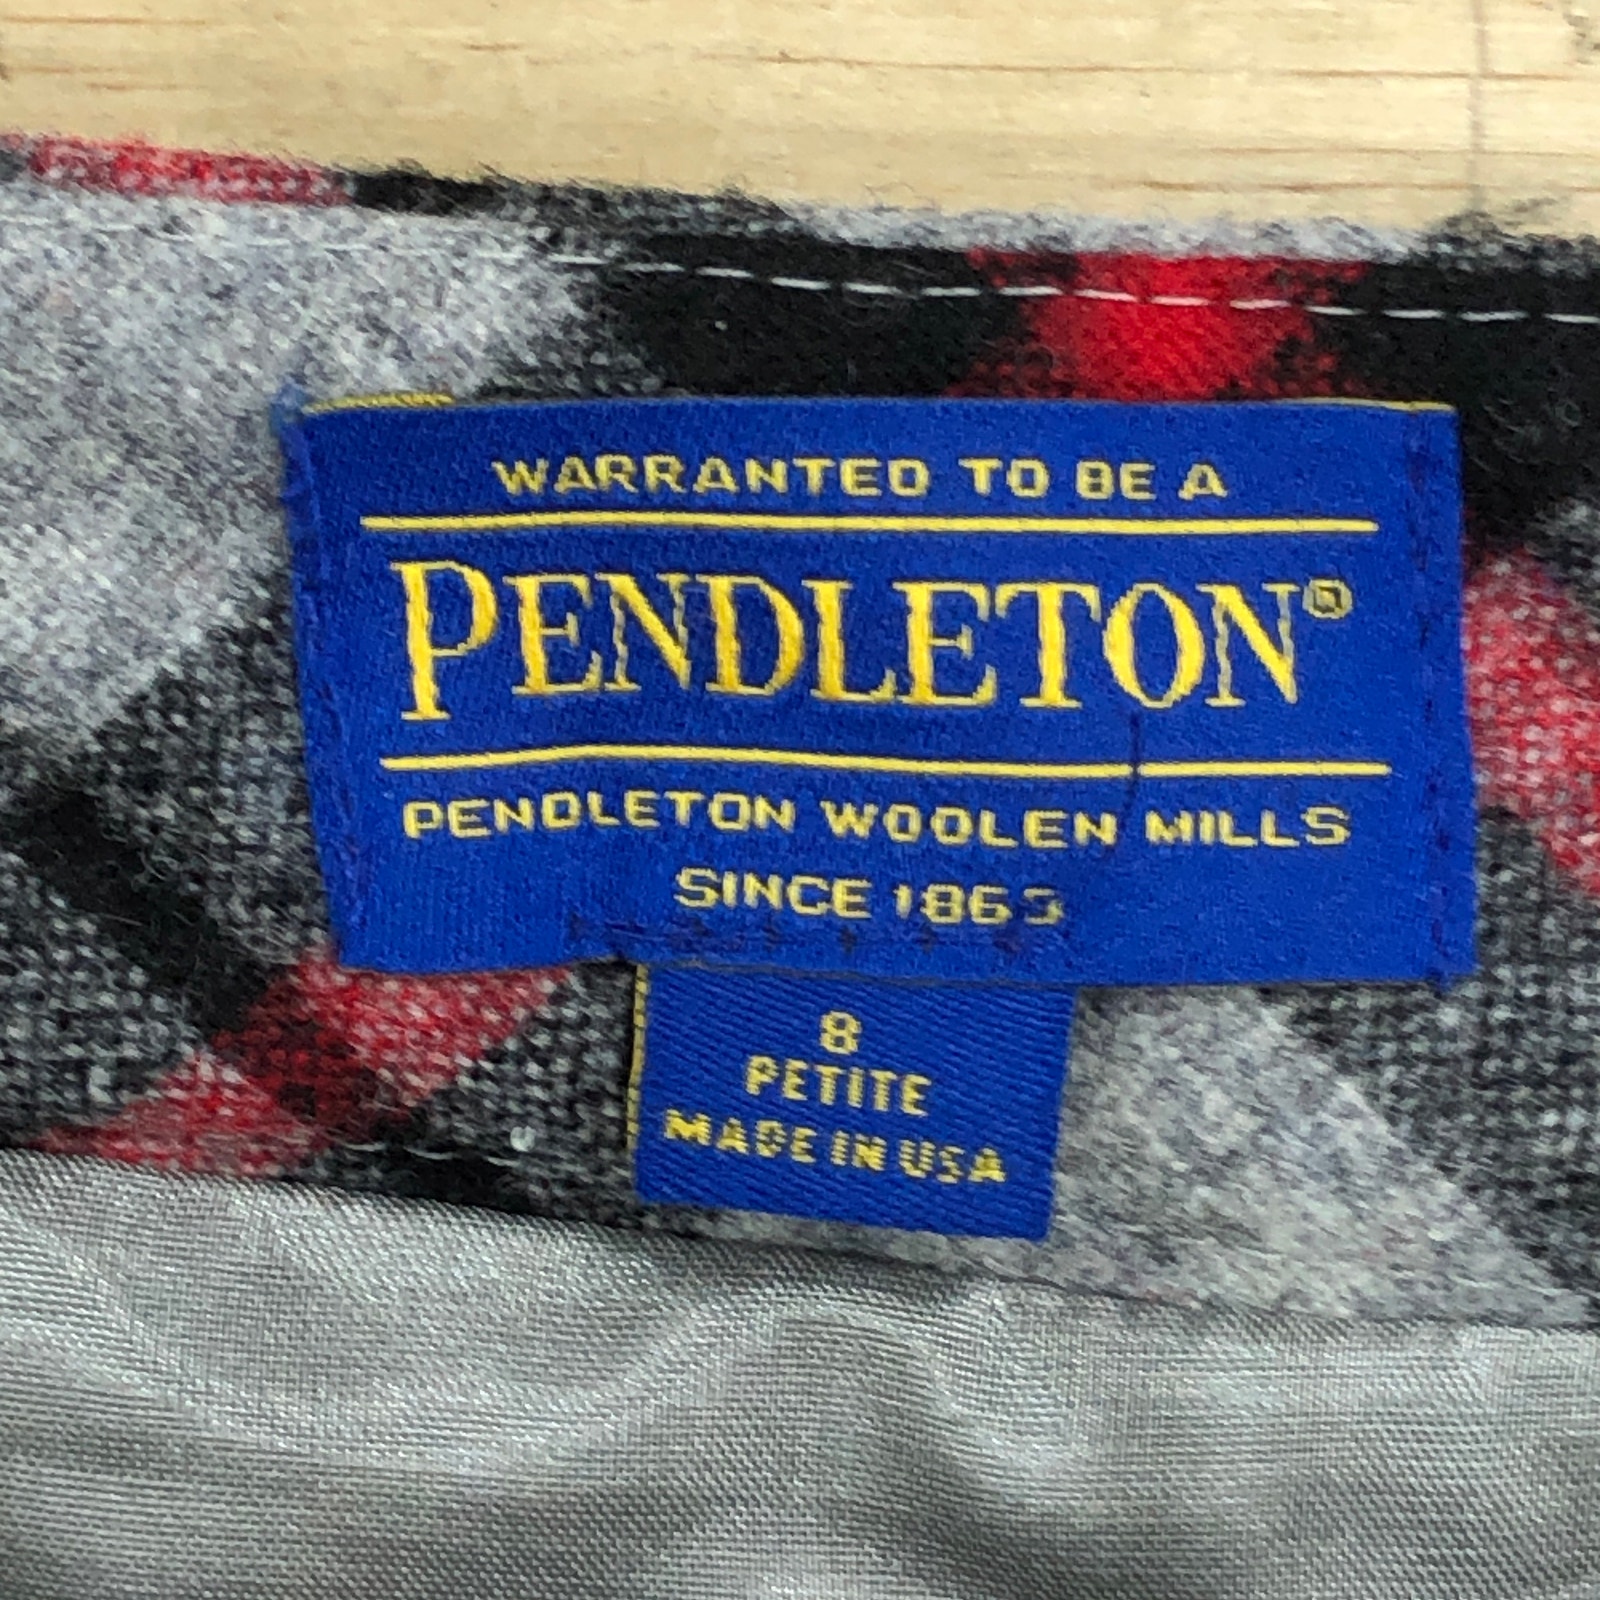 WARRANTED TO BE A
PENDLETON®
PENDLETON WOOLEN MILLS
SINCE 1863
8
PETITE
MADE IN USA